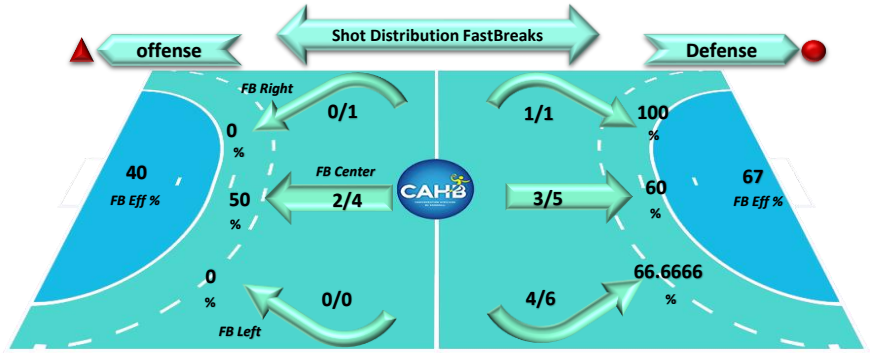 Shot Distribution FastBreaks
offense
Defense
FB Right
0/1
1/1
0
%
100
%
40
FB Eff %
FB Center
50
%
2/4
CAHB
3/5
60
%
67
FB Eff %
0
%
0/0
4/6
66.6666
%
FB Left